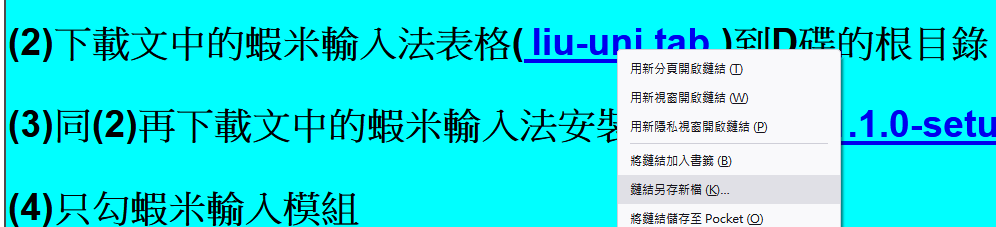 (2)下載文中的蝦米輸入法表格( liu-uni.tab )到D碟的根目錄
用新分頁開啟鏈結 (T)
用新視窗開啟鏈結 (W)
(3)同(2)再下載文中的蝦米輸入法安裝
.1.0-setu
用新隱私視窗開啟鏈結 (P)
將鏈結加入書籤 (B)
鏈結另存新檔 (K)...
(4)只勾蝦米輸入模組
將鏈結儲存至 Pocket (O)